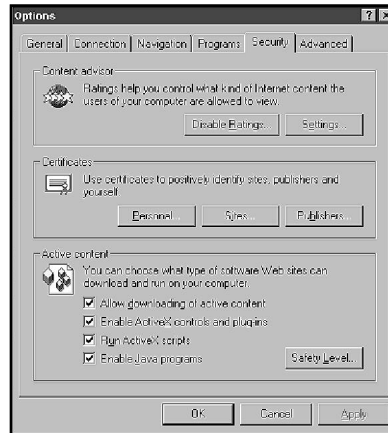 Options
General Connection Navigation Programs Security Advanced
Content advisor
Ratings help you control what kind of Internet content the
users of your computer are allowed to view.
Disable Ratings... Settings...
Certificates
Use certificates to positively identify sites, publishers and
yourself.
Personal... Sites... Publishers...
Active content
You can choose what type of software Web sites can
download and run on your computer.
Allow downloading of active content
Enable ActiveX controls and plug-ins
Run ActiveX scripts
Enable Java programs
Safety Level...
OK Cancel Apply